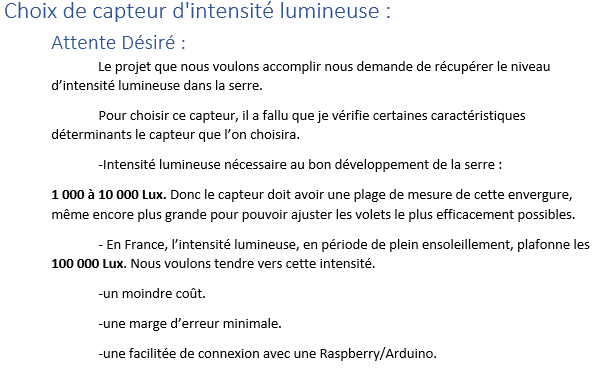 Choix de capteur d'intensité lumineuse :
Attente Désiré :
Le projet que nous voulons accomplir nous demande de récupérer le niveau
d’intensité lumineuse dans la serre.
Pour choisir ce capteur, il a fallu que je vérifie certaines caractéristiques
déterminants le capteur que l’on choisira.
-Intensité lumineuse nécessaire au bon développement de la serre :
1 000 à 10 000 Lux. Donc le capteur doit avoir une plage de mesure de cette envergure,
même encore plus grande pour pouvoir ajuster les volets le plus efficacement possibles.
- En France, l’intensité lumineuse, en période de plein ensoleillement, plafonne les
100 000 Lux. Nous voulons tendre vers cette intensité.
-un moindre coût.
-une marge d’erreur minimale.
-une facilitée de connexion avec une Raspberry/Arduino.